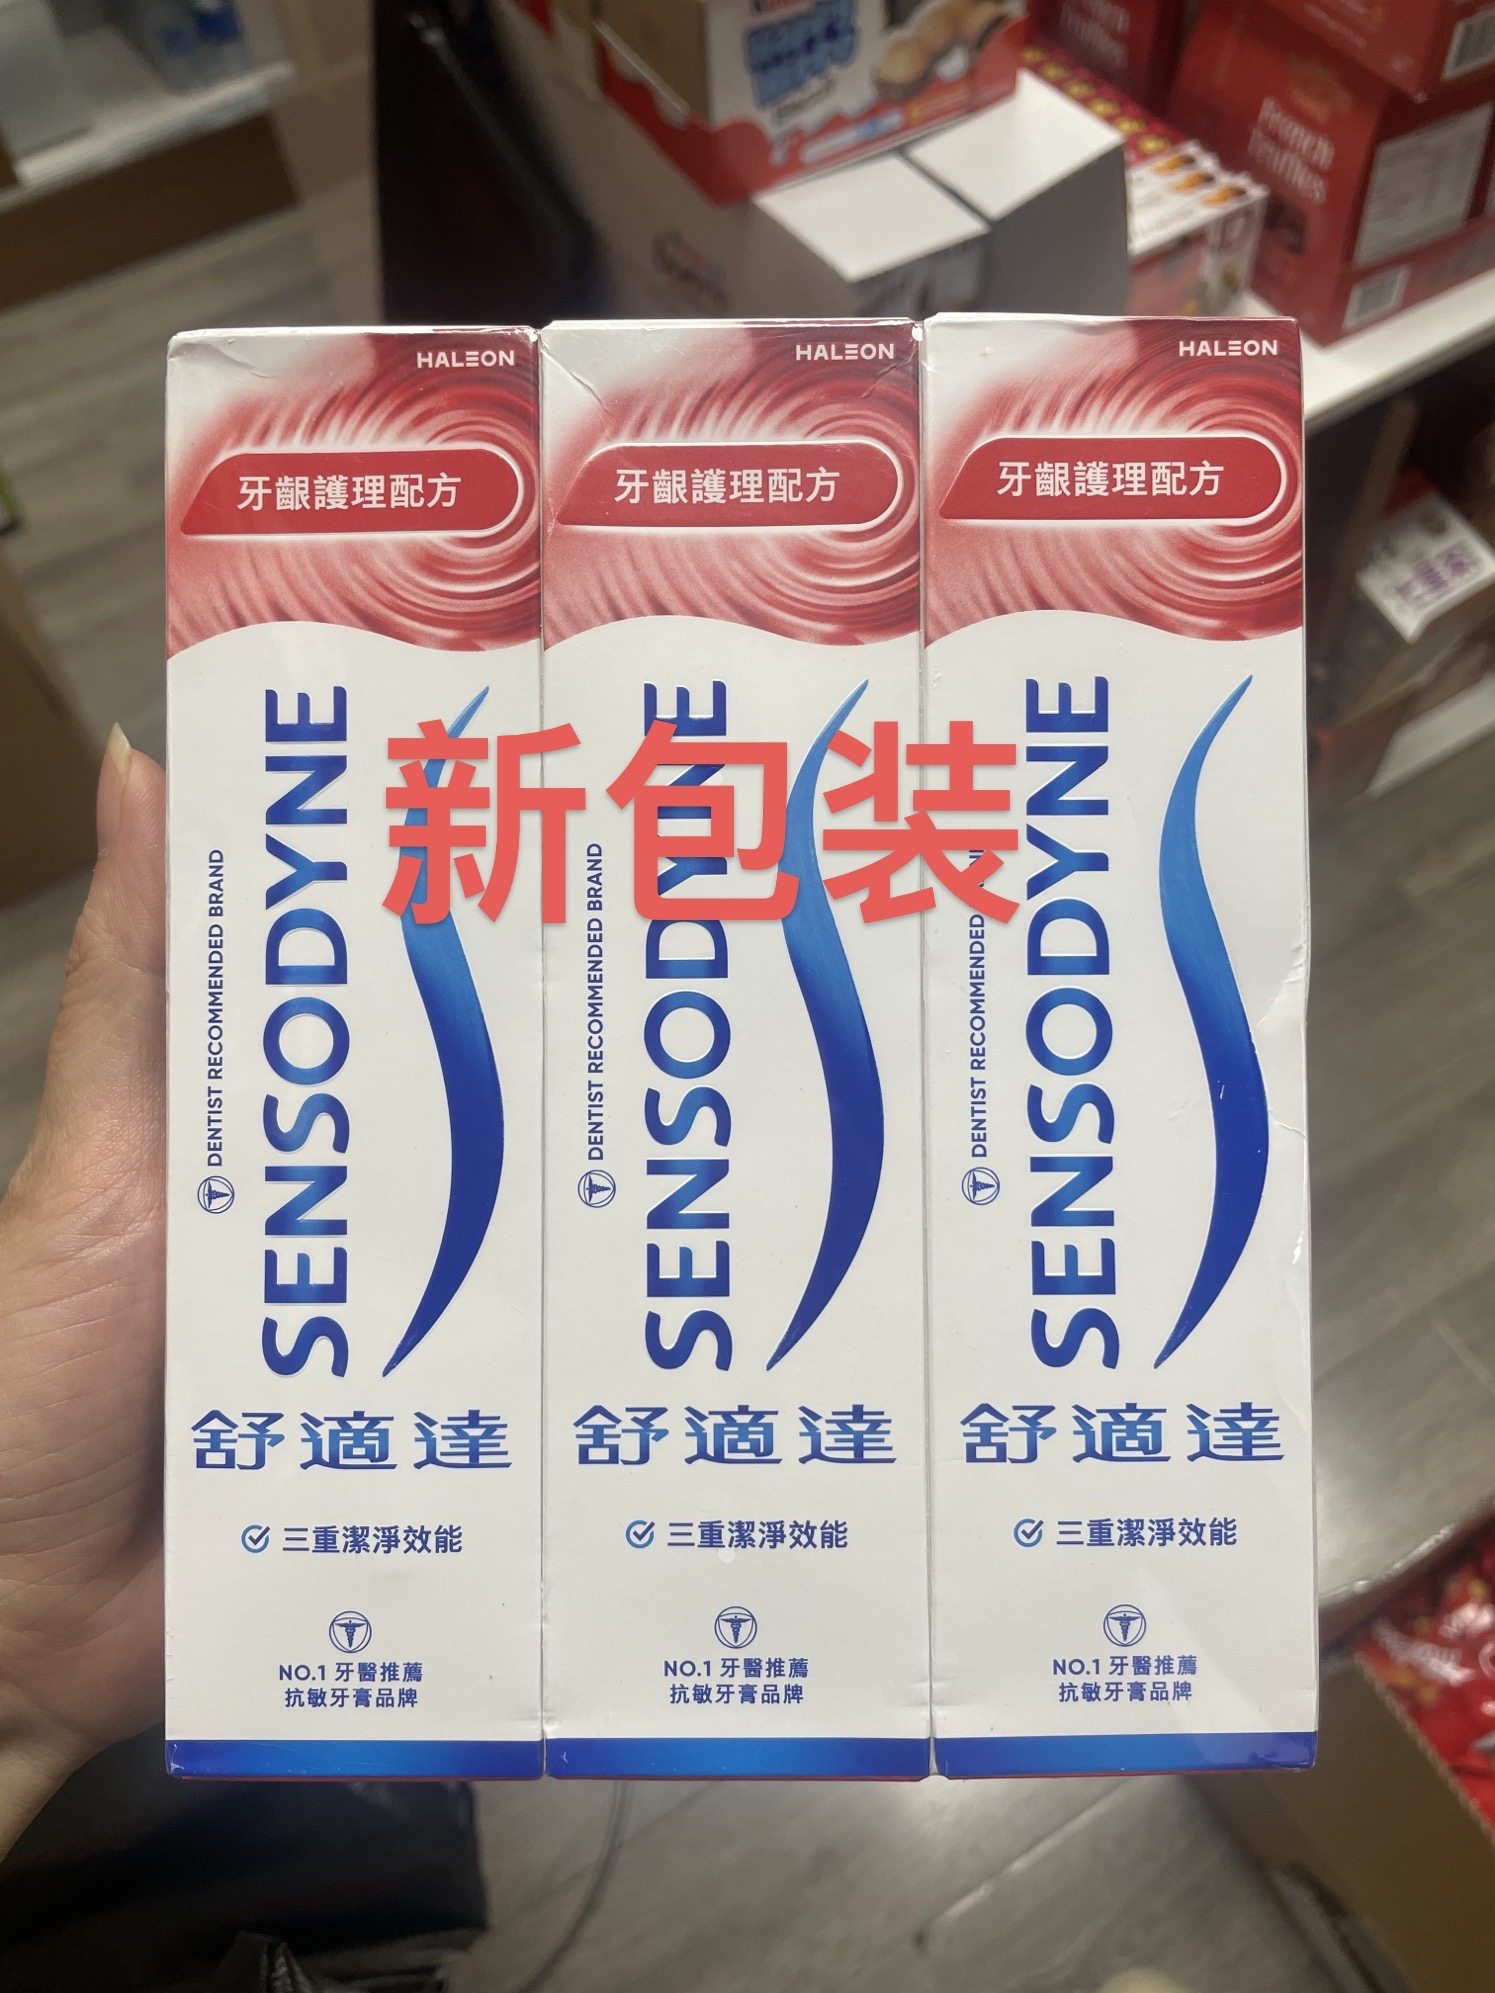 French
Truffles
HALEON
牙齦護理配方
SENSODYNE
DENTIST RECOMMENDED BRAND
舒適達
三重潔淨效能
NO.1 牙醫推薦
抗敏牙膏品牌
HALEON
牙齦護理配方
SENSODYNE
DENTIST RECOMMENDED BRAND
舒適達
三重潔淨效能
NO.1 牙醫推薦
抗敏牙膏品牌
HALEON
牙齦護理配方
SENSODYNE
DENTIST RECOMMENDED
舒適達
三重潔淨效能
NO.1 牙醫推薦
抗敏牙膏品牌
新包装